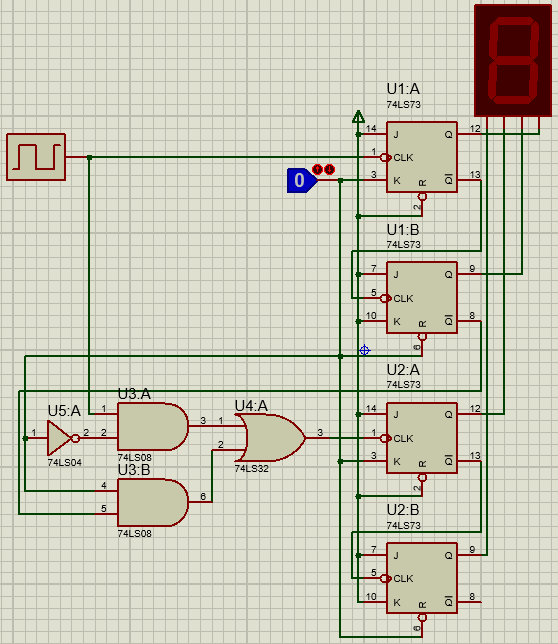 U1:A
74LS73
14 J Q 12
1 CLK
0
3 K Q 13
R
2
U1:B
74LS73
7 J Q 9
5 CLK
10 K Q 8
R
6
U2:A
74LS73
14 J Q 12
1 CLK
3 K Q 13
R
2
U2:B
74LS73
7 J Q 9
5 CLK
10 K Q 8
R
6
U5:A
1 2
74LS04
U3:A
1
2
3
74LS08
U4:A
1
2
3
74LS32
U3:B
4
5
6
74LS08